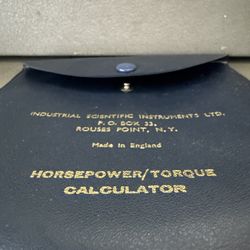 INDUSTRIAL SCIENTIFIC INSTRUMENTS LTD.
P.O. BOX 33,
ROUSES POINT, N.Y.
Made in England
HORSEPOWER/TORQUE
CALCULATOR